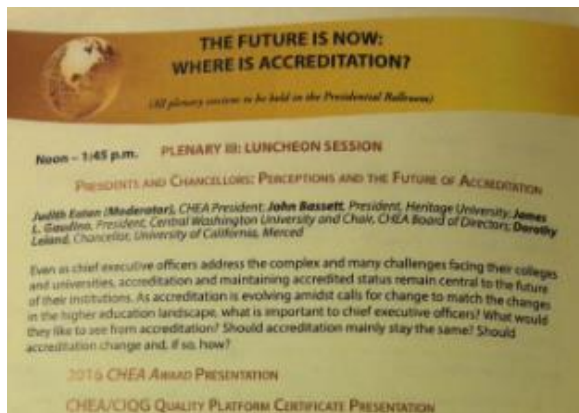 THE FUTURE IS NOW:
WHERE IS ACCREDITATION?
(All plenary sessions to be held in the Presidential Ballroom)
Noon – 1:45 p.m. PLENARY III: LUNCHEON SESSION
PRESIDENTS AND CHANCELLORS: PERCEPTIONS AND THE FUTURE OF ACCREDITATION
Judith Eaton (Moderator), CHEA President; John Bassett, President, Heritage University; James
L. Gaudino, President, Central Washington University and Chair, CHEA Board of Directors; Dorothy
Leland, Chancellor, University of California, Merced
Even as chief executive officers address the complex and many challenges facing their colleges
and universities, accreditation and maintaining accredited status remain central to the future
of their institutions. As accreditation is evolving amidst calls for change to match the changes
in the higher education landscape, what is important to chief executive officers? What would
they like to see from accreditation? Should accreditation mainly stay the same? Should
accreditation change and, if so, how?
2016 CHEA AWARD PRESENTATION
CHEA/CIQG QUALITY PLATFORM CERTIFICATE PRESENTATION